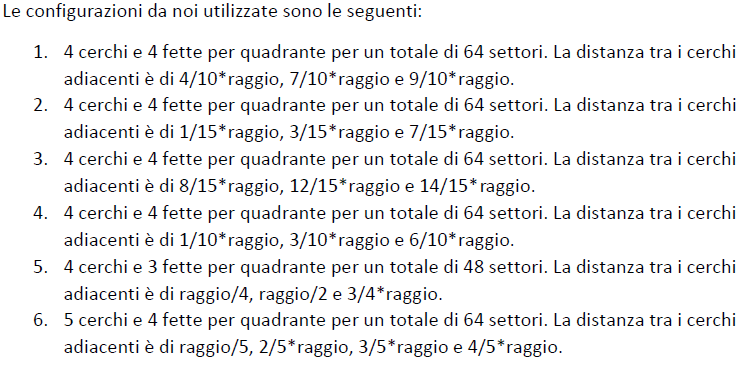 Le configurazioni da noi utilizzate sono le seguenti:
1. 4 cerchi e 4 fette per quadrante per un totale di 64 settori. La distanza tra i cerchi
adiacenti è di 4/10*raggio, 7/10*raggio e 9/10*raggio.
2. 4 cerchi e 4 fette per quadrante per un totale di 64 settori. La distanza tra i cerchi
adiacenti è di 1/15*raggio, 3/15*raggio e 7/15*raggio.
3. 4 cerchi e 4 fette per quadrante per un totale di 64 settori. La distanza tra i cerchi
adiacenti è di 8/15*raggio, 12/15*raggio e 14/15*raggio.
4. 4 cerchi e 4 fette per quadrante per un totale di 64 settori. La distanza tra i cerchi
adiacenti è di 1/10*raggio, 3/10*raggio e 6/10*raggio.
5. 4 cerchi e 3 fette per quadrante per un totale di 48 settori. La distanza tra i cerchi
adiacenti è di raggio/4, raggio/2 e 3/4*raggio.
6. 5 cerchi e 4 fette per quadrante per un totale di 64 settori. La distanza tra i cerchi
adiacenti è di raggio/5, 2/5*raggio, 3/5*raggio e 4/5*raggio.